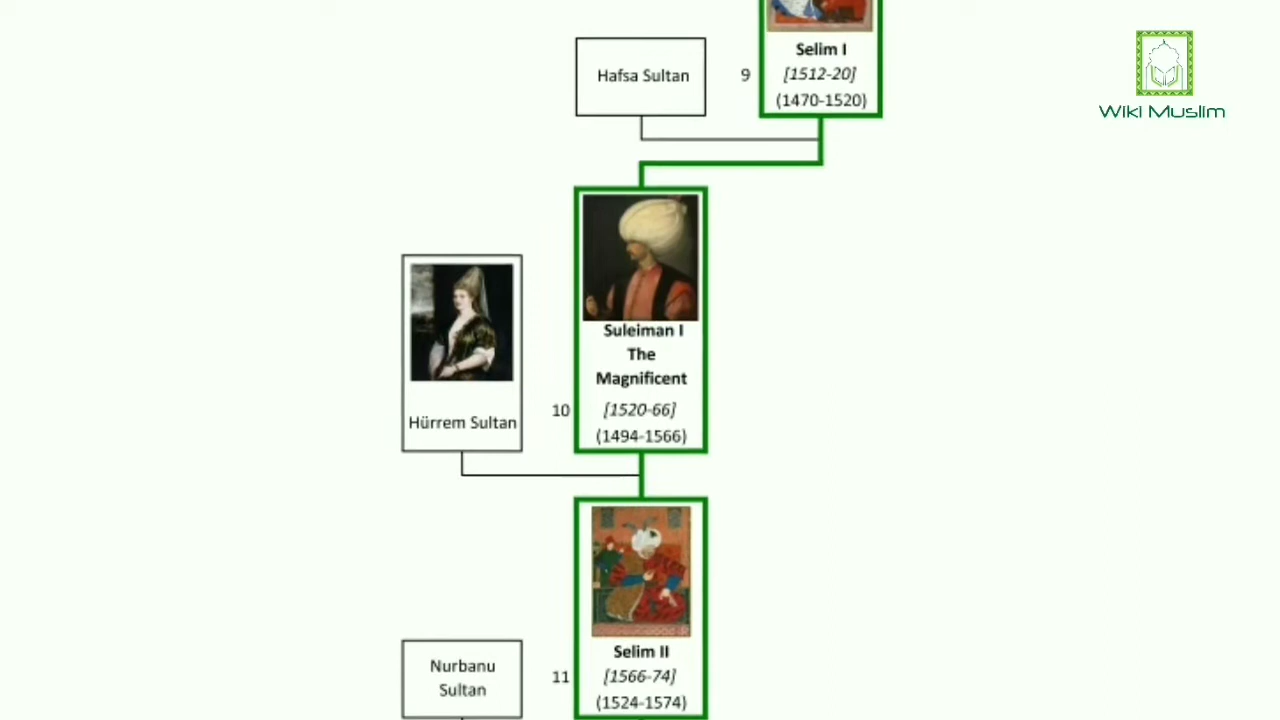 Selim I
Hafsa Sultan
9
[1512-20]
(1470-1520)
Wiki Muslim
Suleiman I
The
Magnificent
10
[1520-66]
Hürrem Sultan
(1494-1566)
Selim II
Nurbanu
Sultan
11
[1566-74]
(1524-1574)